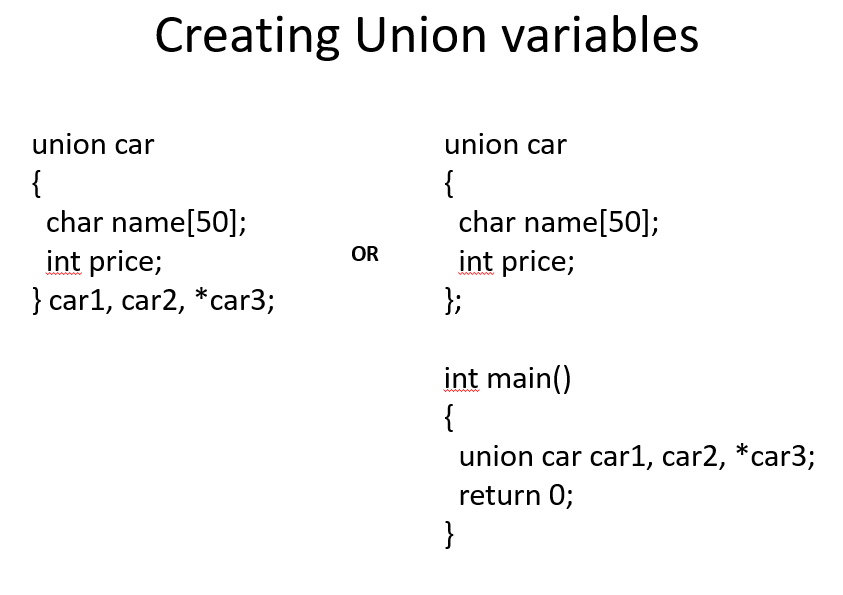 Creating Union variables
union car
{
char name[50];
int price;
} car1, car2, *car3;
OR
union car
{
char name[50];
int price;
};
int main()
{
union car car1, car2, *car3;
return 0;
}